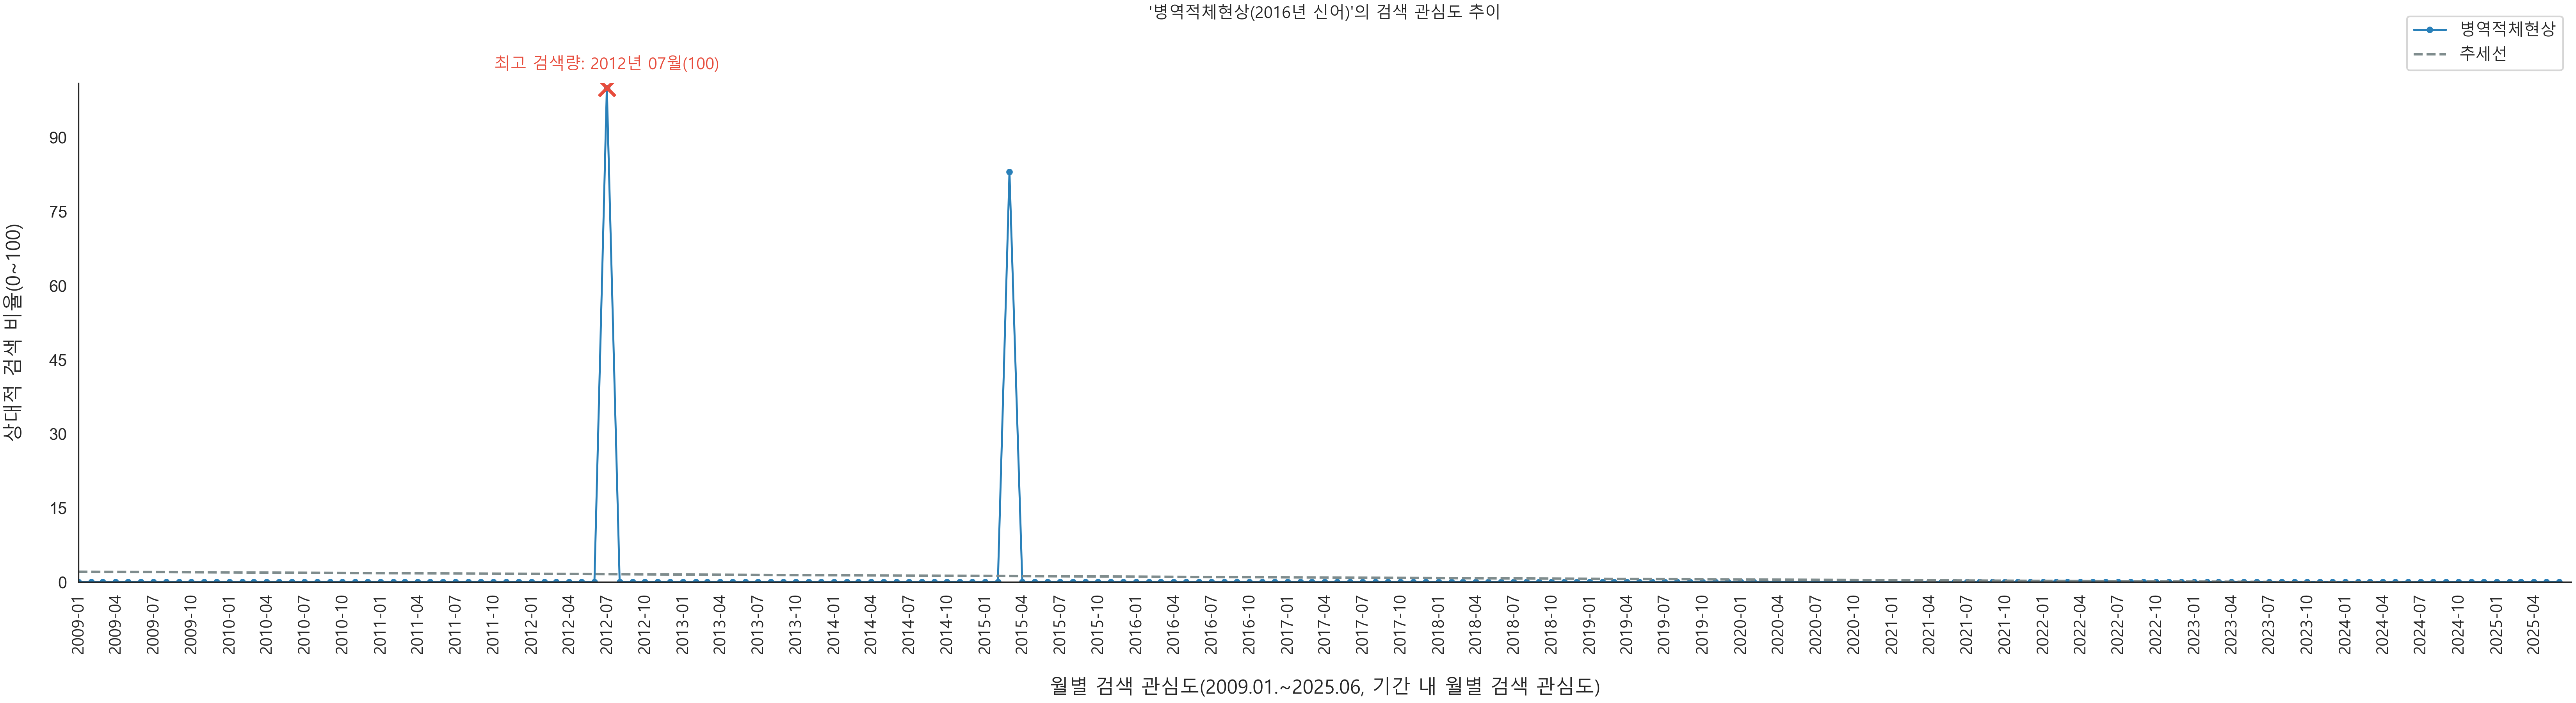 '병역적체현상(2016년 신어)'의 검색 관심도 추이
병역적체현상
추세선
최고 검색량: 2012년 07월(100)
상대적 검색 비율(0~100)
90
75
60
45
30
15
0
2009-01 2009-04 2009-07 2009-10 2010-01 2010-04 2010-07 2010-10 2011-01 2011-04 2011-07 2011-10 2012-01 2012-04 2012-07 2012-10 2013-01 2013-04 2013-07 2013-10 2014-01 2014-04 2014-07 2014-10 2015-01 2015-04 2015-07 2015-10 2016-01 2016-04 2016-07 2016-10 2017-01 2017-04 2017-07 2017-10 2018-01 2018-04 2018-07 2018-10 2019-01 2019-04 2019-07 2019-10 2020-01 2020-04 2020-07 2020-10 2021-01 2021-04 2021-07 2021-10 2022-01 2022-04 2022-07 2022-10 2023-01 2023-04 2023-07 2023-10 2024-01 2024-04 2024-07 2024-10 2025-01 2025-04
월별 검색 관심도(2009.01.~2025.06, 기간 내 월별 검색 관심도)